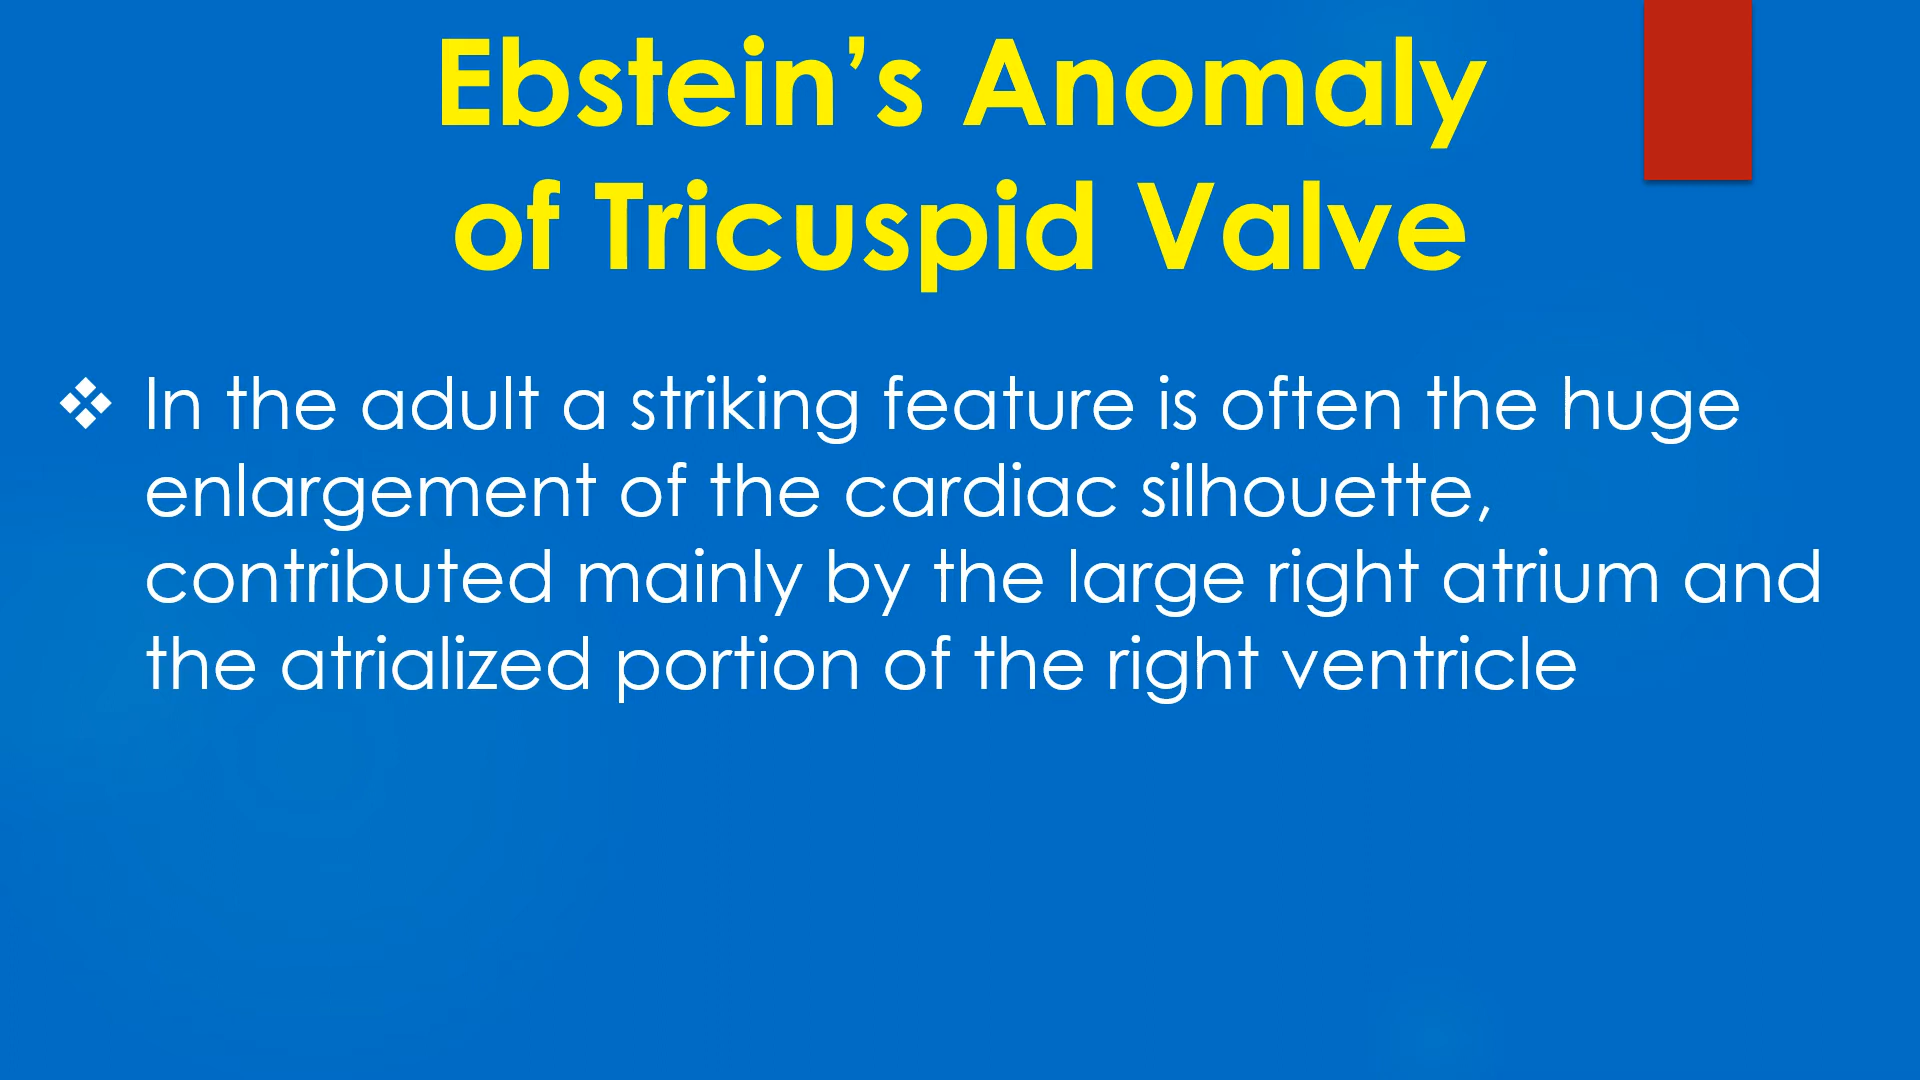 Ebstein’s Anomaly
of Tricuspid Valve
❖ In the adult a striking feature is often the huge
enlargement of the cardiac silhouette,
contributed mainly by the large right atrium and
the atrialized portion of the right ventricle